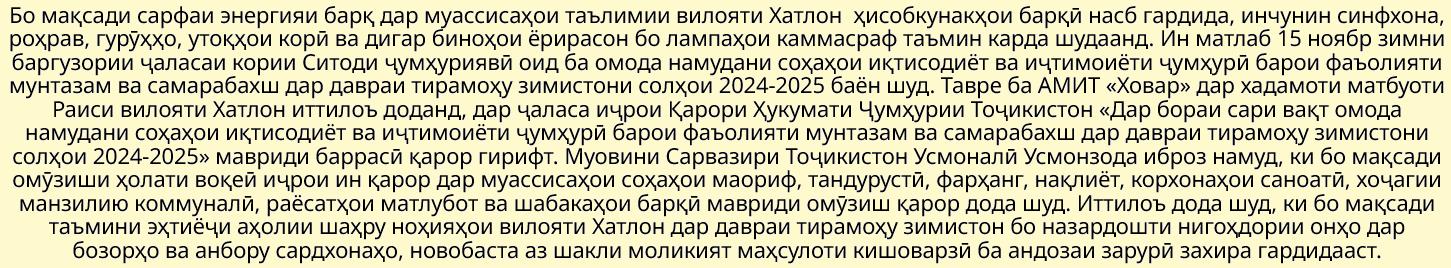 Бо мақсади сарфаи энергияи барқ дар муассисаҳои таълимии вилояти Хатлон  ҳисобкунакҳои барқӣ насб гардида, инчунин синфхона,
роҳрав, гурӯҳҳо, утоқҳои корӣ ва дигар биноҳои ёрирасон бо лампаҳои каммасраф таъмин карда шудаанд. Ин матлаб 15 ноябр зимни
баргузории ҷаласаи кории Ситоди ҷумҳуриявӣ оид ба омода намудани соҳаҳои иқтисодиёт ва иҷтимоиёти ҷумҳурӣ барои фаъолияти
мунтазам ва самарабахш дар давраи тирамоҳу зимистони солҳои 2024-2025 баён шуд. Тавре ба АМИТ «Ховар» дар хадамоти матбуоти
Раиси вилояти Хатлон иттилоъ доданд, дар ҷаласа иҷрои Қарори Ҳукумати Ҷумҳурии Тоҷикистон «Дар бораи сари вақт омода
намудани соҳаҳои иқтисодиёт ва иҷтимоиёти ҷумҳурӣ барои фаъолияти мунтазам ва самарабахш дар давраи тирамоҳу зимистони
солҳои 2024-2025» мавриди баррасӣ қарор гирифт. Муовини Сарвазири Тоҷикистон Усмоналӣ Усмонзода иброз намуд, ки бо мақсади
омӯзиши ҳолати воқеӣ иҷрои ин қарор дар муассисаҳои соҳаҳои маориф, тандурустӣ, фарҳанг, нақлиёт, корхонаҳои саноатӣ, хоҷагии
манзилию коммуналӣ, раёсатҳои матлубот ва шабакаҳои барқӣ мавриди омӯзиш қарор дода шуд. Иттилоъ дода шуд, ки бо мақсади
таъмини эҳтиёҷи аҳолии шаҳру ноҳияҳои вилояти Хатлон дар давраи тирамоҳу зимистон бо назардошти нигоҳдории онҳо дар
бозорҳо ва анбору сардхонаҳо, новобаста аз шакли моликият маҳсулоти кишоварзӣ ба андозаи зарурӣ захира гардидааст.